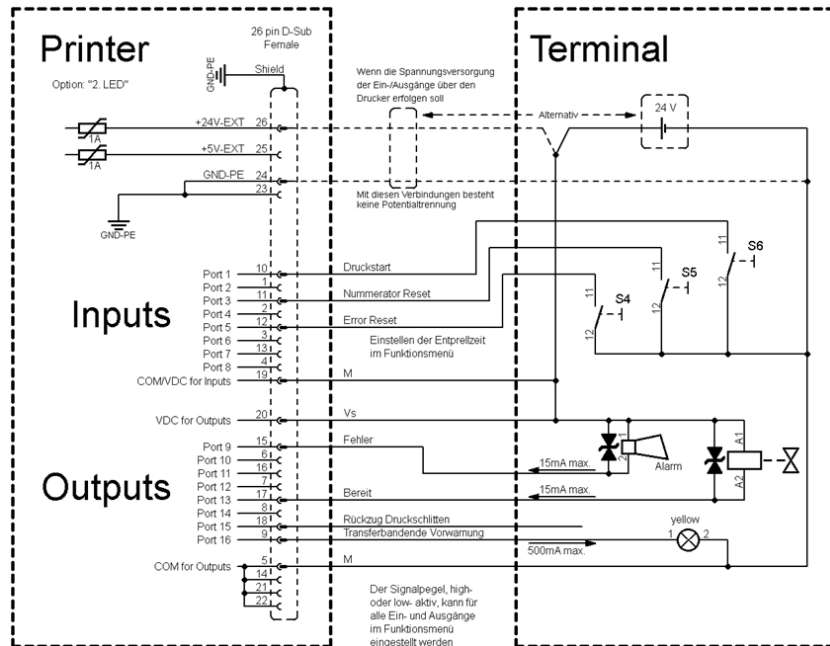 Printer
26 pin D-Sub
Female
Terminal
Option: "2. LED"
GND-PE
Shield
Wenn die Spannungsversorgung
der Ein-/Ausgänge über den
Drucker erfolgen soll
Alternativ
24 V
+24V-EXT 26
1A
+5V-EXT 25
1A
GND-PE 24
23
GND-PE
Mit diesen Verbindungen besteht
keine Potentialtrennung
Inputs
Port 1 10 Druckstart
Port 2 1
Port 3 11 Nummerator Reset
Port 4 2
Port 5 12 Error Reset
Port 6 3
Port 7 13
Port 8 4
COM/VDC for Inputs 19 M
Einstellen der Entprellzeit
im Funktionsmenü
11
12
S4
11
12
S5
11
12
S6
Outputs
VDC for Outputs 20 Vs
Port 9 15 Fehler
Port 10 6
Port 11 16
Port 12 7
Port 13 17 Bereit
Port 14 8
Port 15 18 Rückzug Druckschlitten
Port 16 9 Transferbandende Vorwarnung
COM for Outputs 5 M
14
21
22
15mA max.
15mA max.
500mA max.
1
2
Alarm
A1
A2
yellow
1 2
Der Signalpegel, high-
oder low- aktiv, kann für
alle Ein- und Ausgänge
im Funktionsmenü
eingestellt werden